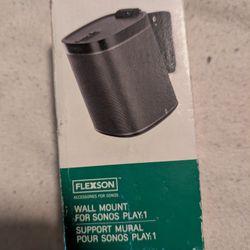 FLEXSON
ACCESSORIES FOR SONOS
WALL MOUNT
FOR SONOS PLAY:1
SUPPORT MURAL
POUR SONOS PLAY:1